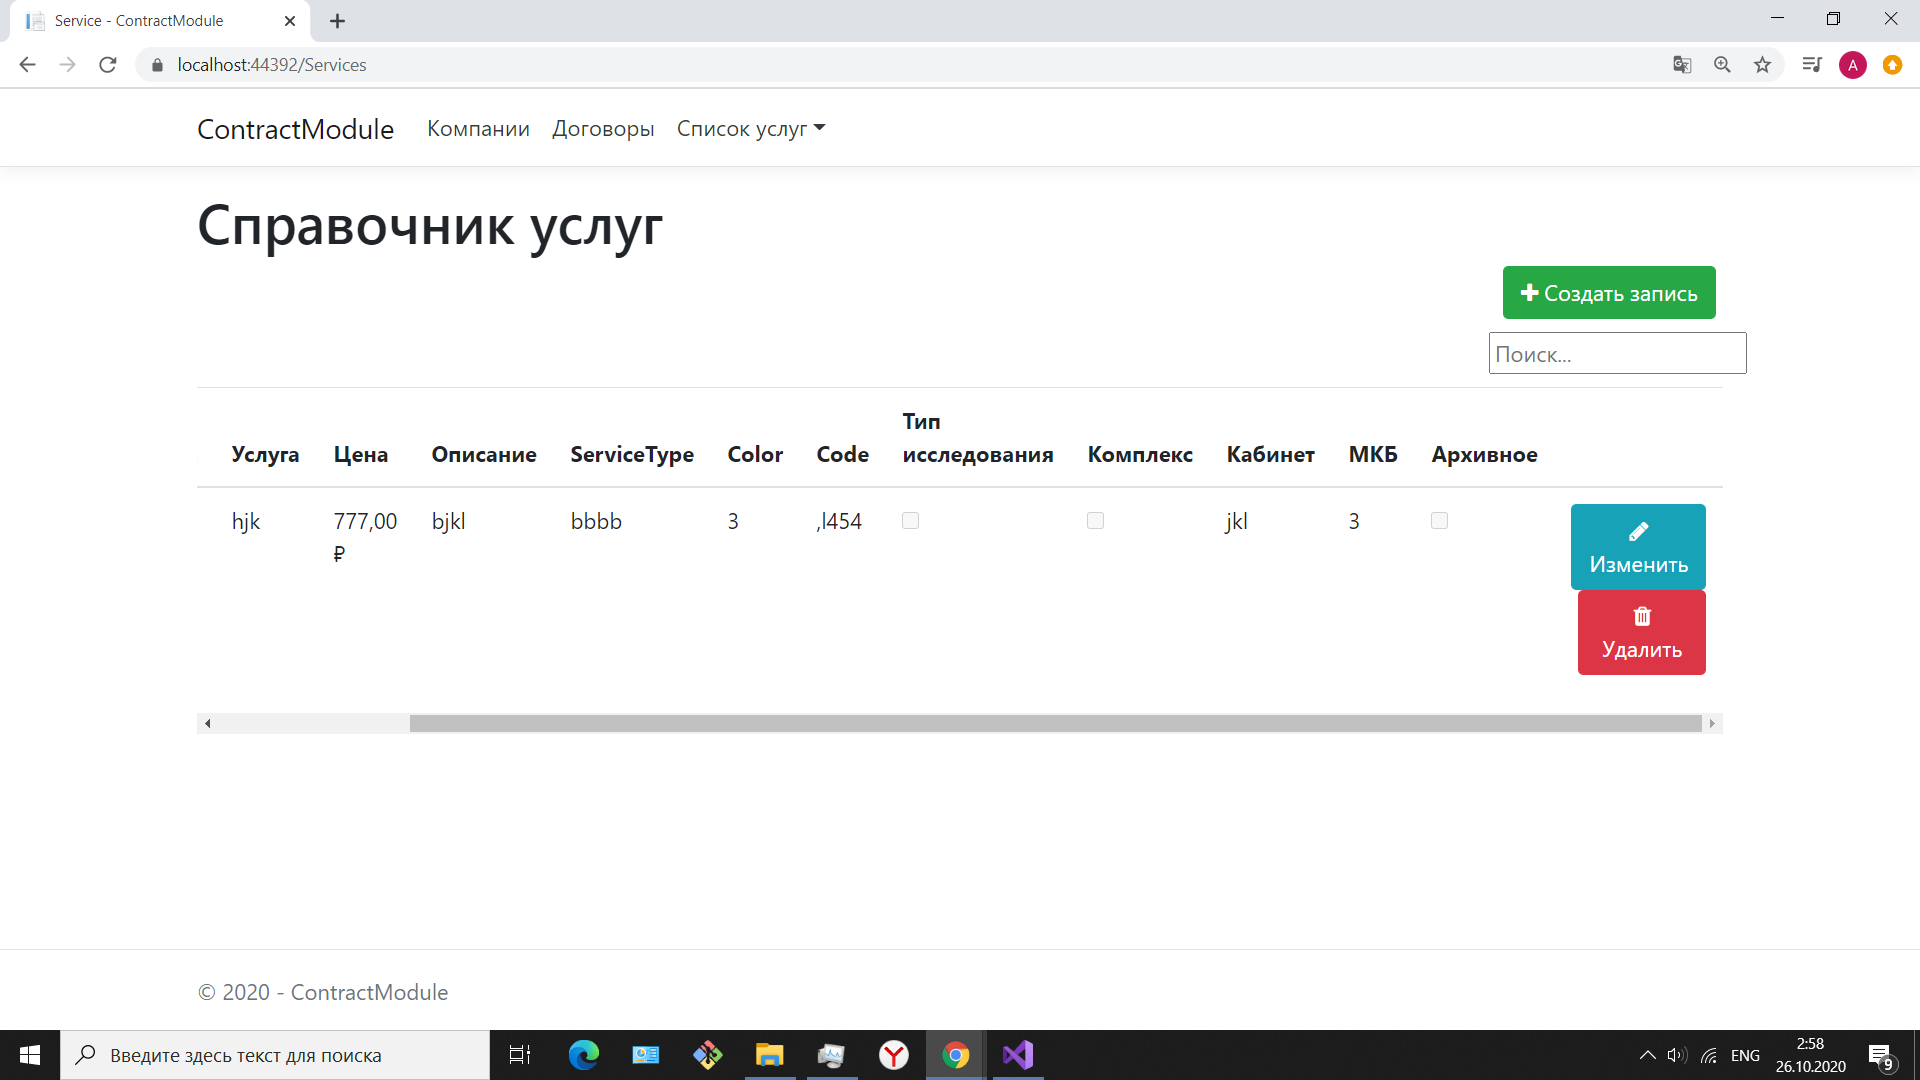 Service - ContractModule
localhost:44392/Services
A
ContractModule Компании Договоры Список услуг
Справочник услуг
Создать запись
Поиск...
Услуга Цена Описание ServiceType Color Code Тип исследования Комплекс Кабинет МКБ Архивное
hjk 777,00 ₽ bjkl bbbb 3 ,l454 jkl 3
Изменить
Удалить
© 2020 - ContractModule
Введите здесь текст для поиска
ENG
2:58
26.10.2020
9